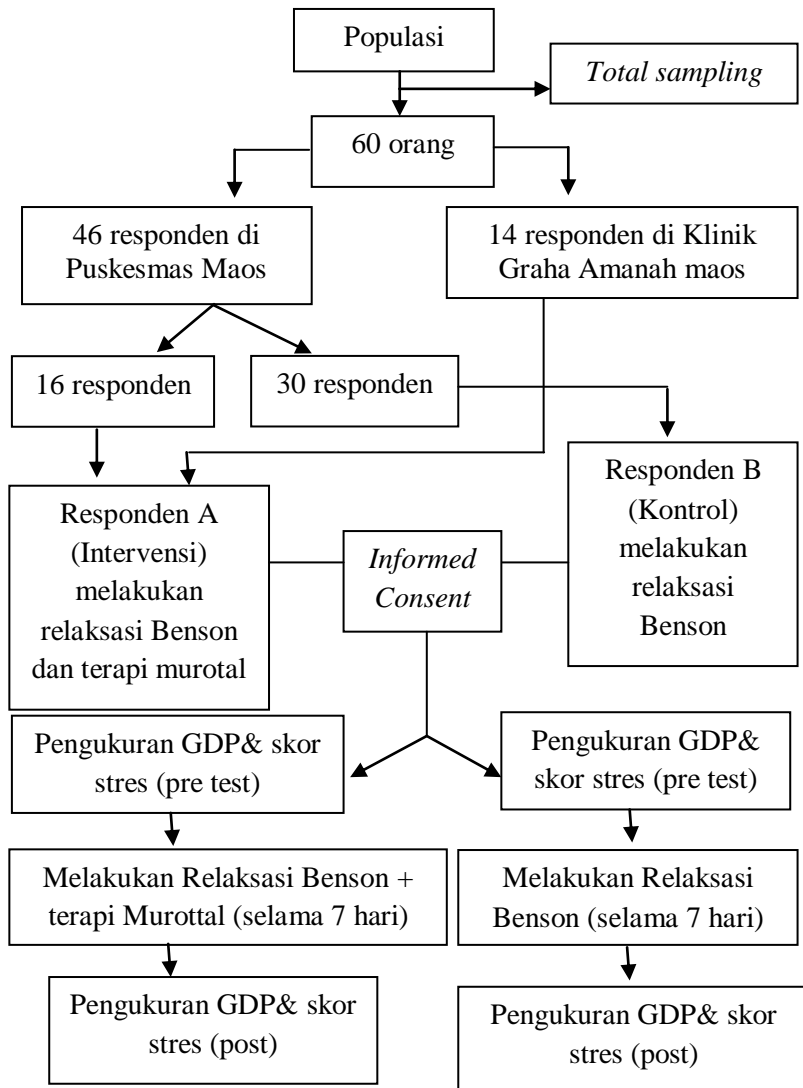 Populasi
Total sampling
60 orang
46 responden di
Puskesmas Maos
14 responden di Klinik
Graha Amanah maos
16 responden
30 responden
Responden A
(Intervensi)
melakukan
relaksasi Benson
dan terapi murotal
Informed
Consent
Responden B
(Kontrol)
melakukan
relaksasi
Benson
Pengukuran GDP& skor
stres (pre test)
Pengukuran GDP&
skor stres (pre test)
Melakukan Relaksasi Benson +
terapi Murottal (selama 7 hari)
Melakukan Relaksasi
Benson (selama 7 hari)
Pengukuran GDP& skor
stres (post)
Pengukuran GDP& skor
stres (post)